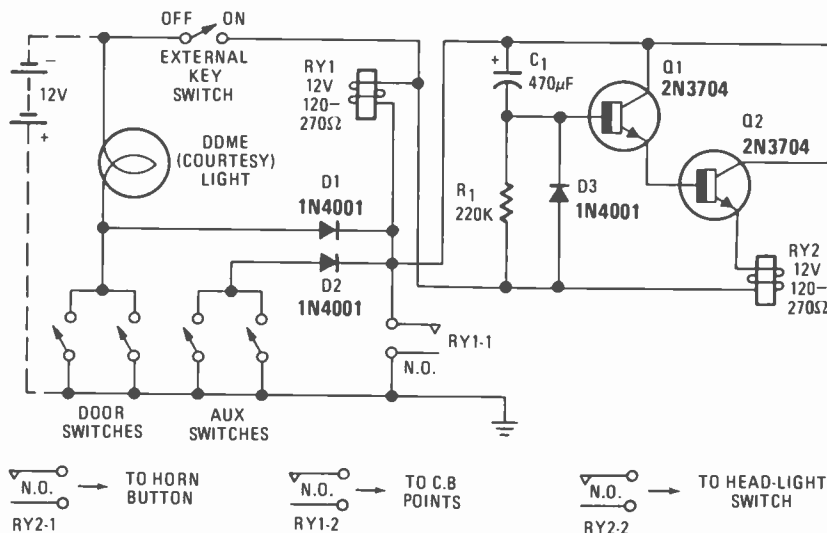 OFF ON
EXTERNAL
KEY
SWITCH
−
12V
+
DDME
(COURTESY)
LIGHT
RY1
12V
120–
270Ω
D1
1N4001
D2
1N4001
+ C1
470µF
R1
220K
D3
1N4001
Q1
2N3704
Q2
2N3704
RY2
12V
120–
270Ω
RY1-1
N.O.
DOOR
SWITCHES
AUX
SWITCHES
N.O.
RY2-1
TO HORN
BUTTON
N.O.
RY1-2
TO C.B
POINTS
N.O.
RY2-2
TO HEAD-LIGHT
SWITCH